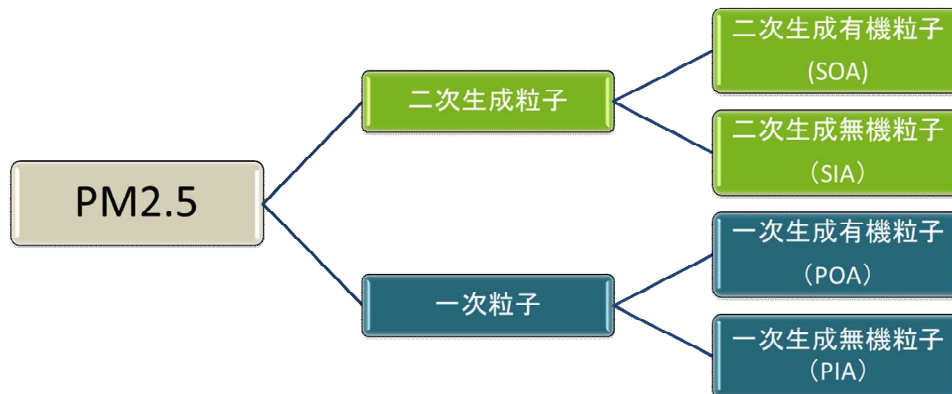 PM2.5
二次生成粒子
二次生成有機粒子
(SOA)
二次生成無機粒子
（SIA）
一次粒子
一次生成有機粒子
（POA）
一次生成無機粒子
（PIA）